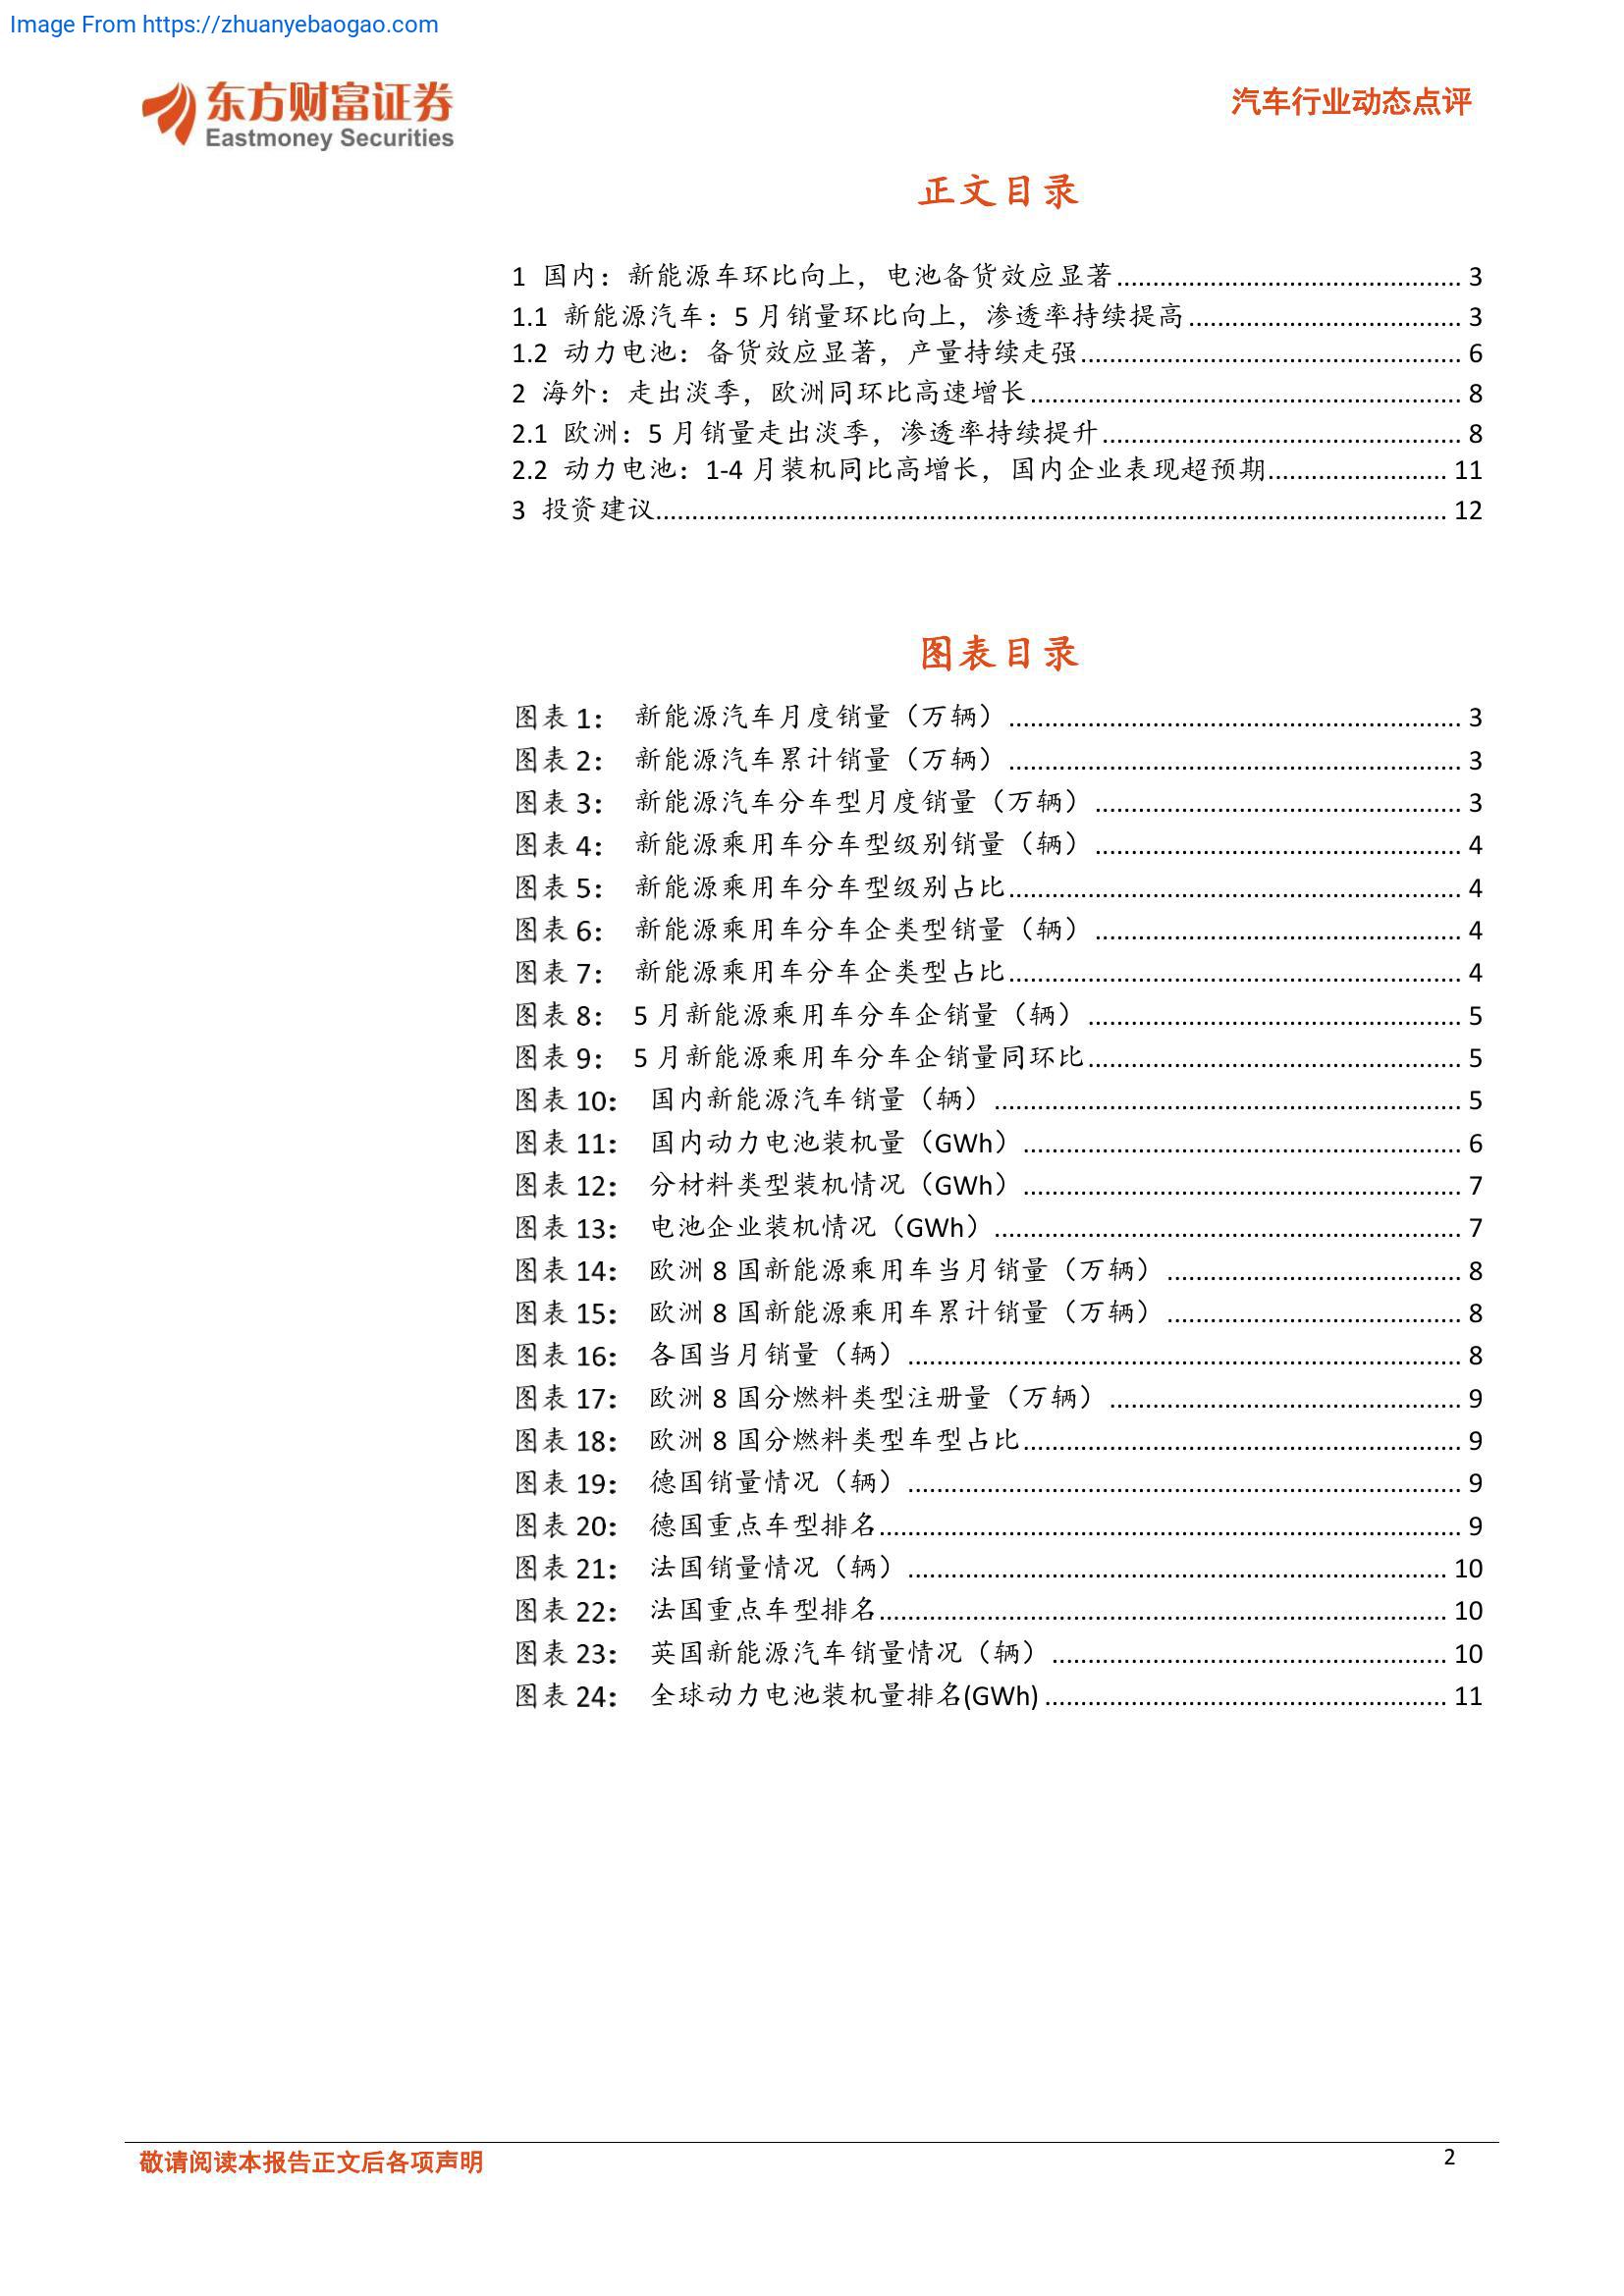 Image From https://zhuanyebaogao.com
东方财富证券
Eastmoney Securities
汽车行业动态点评
正文目录
1 国内：新能源车环比向上，电池备货效应显著 3
1.1 新能源汽车：5 月销量环比向上，渗透率持续提高 3
1.2 动力电池：备货效应显著，产量持续走强 6
2 海外：走出淡季，欧洲同环比高速增长 8
2.1 欧洲：5 月销量走出淡季，渗透率持续提升 8
2.2 动力电池：1-4 月装机同比高增长，国内企业表现超预期 11
3 投资建议 12
图表目录
图表 1： 新能源汽车月度销量（万辆） 3
图表 2： 新能源汽车累计销量（万辆） 3
图表 3： 新能源汽车分车型月度销量（万辆） 3
图表 4： 新能源乘用车分车型级别销量（辆） 4
图表 5： 新能源乘用车分车型级别占比 4
图表 6： 新能源乘用车分车企类型销量（辆） 4
图表 7： 新能源乘用车分车企类型占比 4
图表 8： 5 月新能源乘用车分车企销量（辆） 5
图表 9： 5 月新能源乘用车分车企销量同环比 5
图表 10： 国内新能源汽车销量（辆） 5
图表 11： 国内动力电池装机量（GWh） 6
图表 12： 分材料类型装机情况（GWh） 7
图表 13： 电池企业装机情况（GWh） 7
图表 14： 欧洲 8 国新能源乘用车当月销量（万辆） 8
图表 15： 欧洲 8 国新能源乘用车累计销量（万辆） 8
图表 16： 各国当月销量（辆） 8
图表 17： 欧洲 8 国分燃料类型注册量（万辆） 9
图表 18： 欧洲 8 国分燃料类型车型占比 9
图表 19： 德国销量情况（辆） 9
图表 20： 德国重点车型排名 9
图表 21： 法国销量情况（辆） 10
图表 22： 法国重点车型排名 10
图表 23： 英国新能源汽车销量情况（辆） 10
图表 24： 全球动力电池装机量排名(GWh) 11
敬请阅读本报告正文后各项声明
2